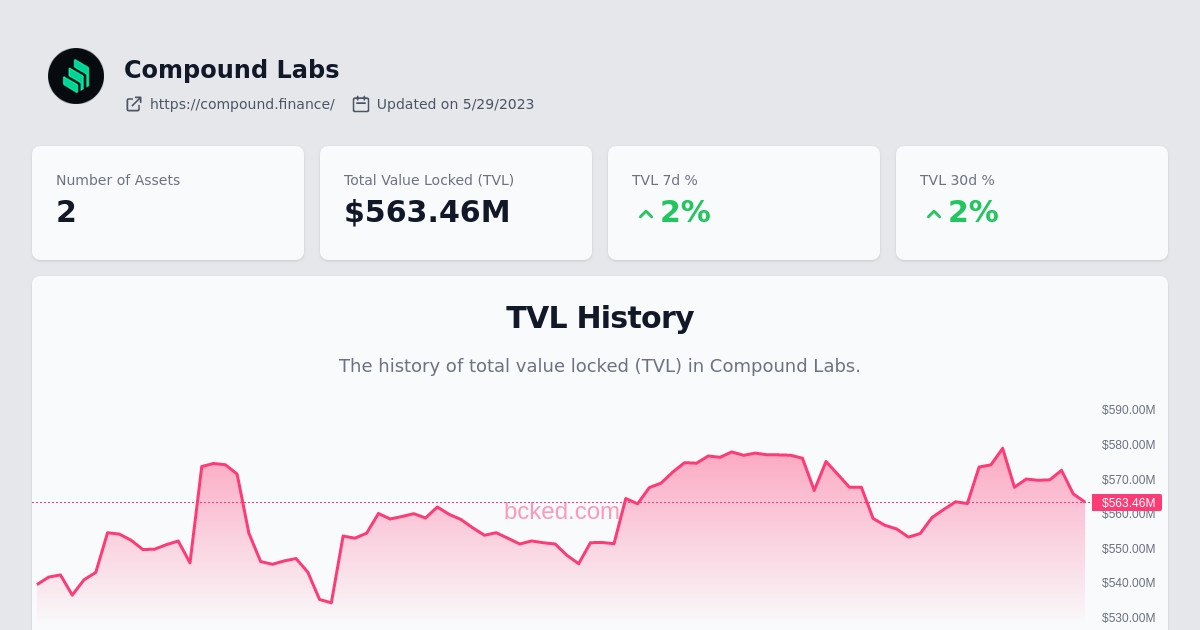 Compound Labs
https://compound.finance/ Updated on 5/29/2023
Number of Assets
2
Total Value Locked (TVL)
$563.46M
TVL 7d %
2%
TVL 30d %
2%
TVL History
The history of total value locked (TVL) in Compound Labs.
$590.00M
$580.00M
$570.00M
$563.46M
$560.00M
bcked.com
$550.00M
$540.00M
$530.00M